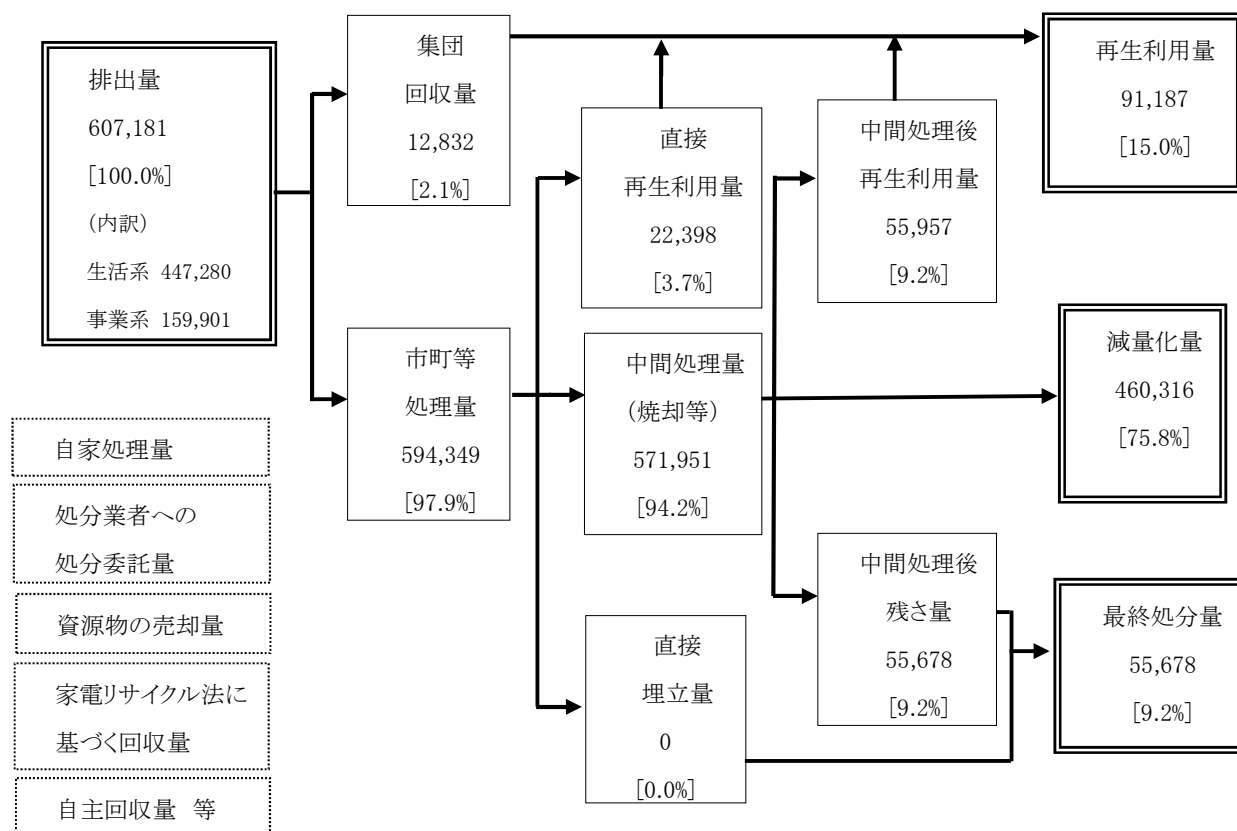 排出量
607,181
[100.0%]
(内訳)
生活系 447,280
事業系 159,901
集団
回収量
12,832
[2.1%]
市町等
処理量
594,349
[97.9%]
直接
再生利用量
22,398
[3.7%]
中間処理量
(焼却等)
571,951
[94.2%]
直接
埋立量
0
[0.0%]
中間処理後
再生利用量
55,957
[9.2%]
中間処理後
残さ量
55,678
[9.2%]
再生利用量
91,187
[15.0%]
減量化量
460,316
[75.8%]
最終処分量
55,678
[9.2%]
自家処理量
処分業者への
処分委託量
資源物の売却量
家電リサイクル法に
基づく回収量
自主回収量 等